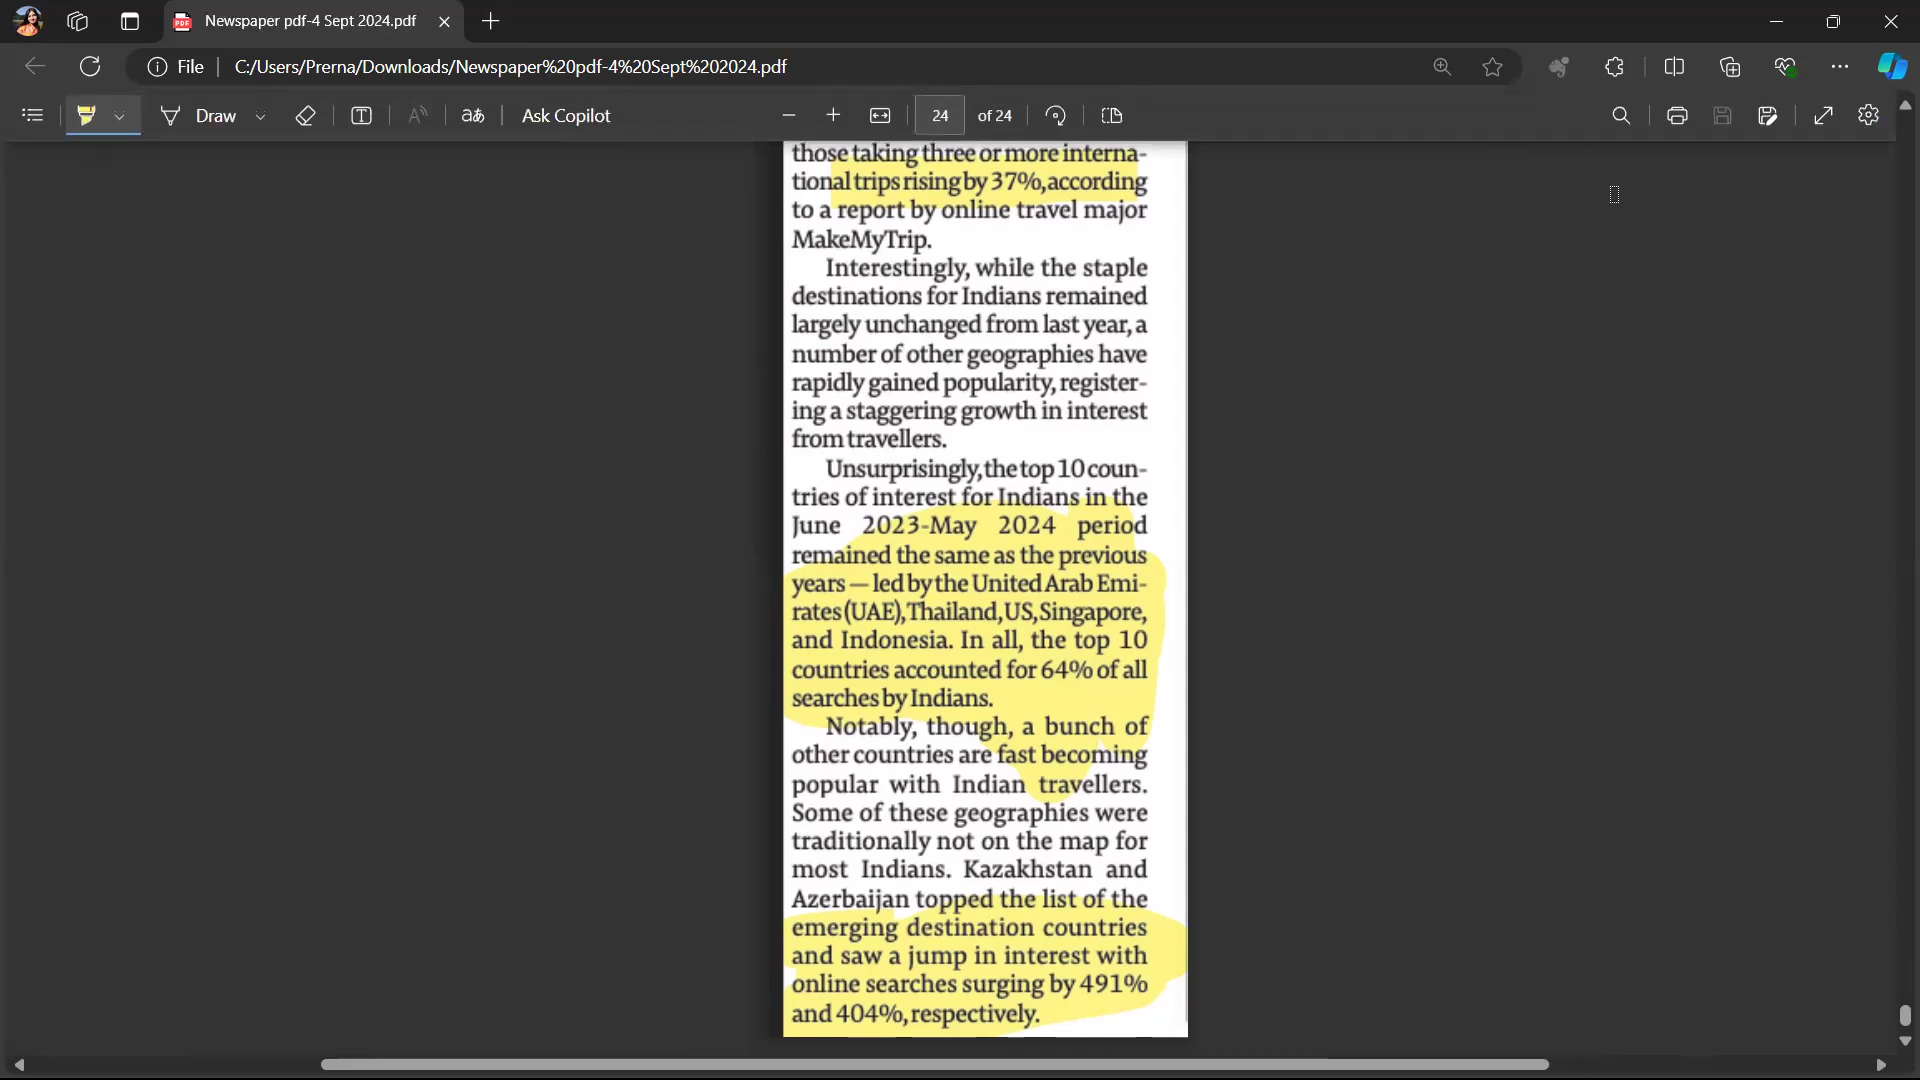 Newspaper pdf-4 Sept 2024.pdf
File
C:/Users/Prerna/Downloads/Newspaper%20pdf-4%20Sept%202024.pdf
Draw
aあ
Ask Copilot
24 of 24
those taking three or more interna-
tional trips rising by 37%, according
to a report by online travel major
MakeMyTrip.
Interestingly, while the staple
destinations for Indians remained
largely unchanged from last year, a
number of other geographies have
rapidly gained popularity, register-
ing a staggering growth in interest
from travellers.
Unsurprisingly, the top 10 coun-
tries of interest for Indians in the
June 2023-May 2024 period
remained the same as the previous
years — led by the United Arab Emi-
rates (UAE), Thailand, US, Singapore,
and Indonesia. In all, the top 10
countries accounted for 64% of all
searches by Indians.
Notably, though, a bunch of
other countries are fast becoming
popular with Indian travellers.
Some of these geographies were
traditionally not on the map for
most Indians. Kazakhstan and
Azerbaijan topped the list of the
emerging destination countries
and saw a jump in interest with
online searches surging by 491%
and 404%, respectively.